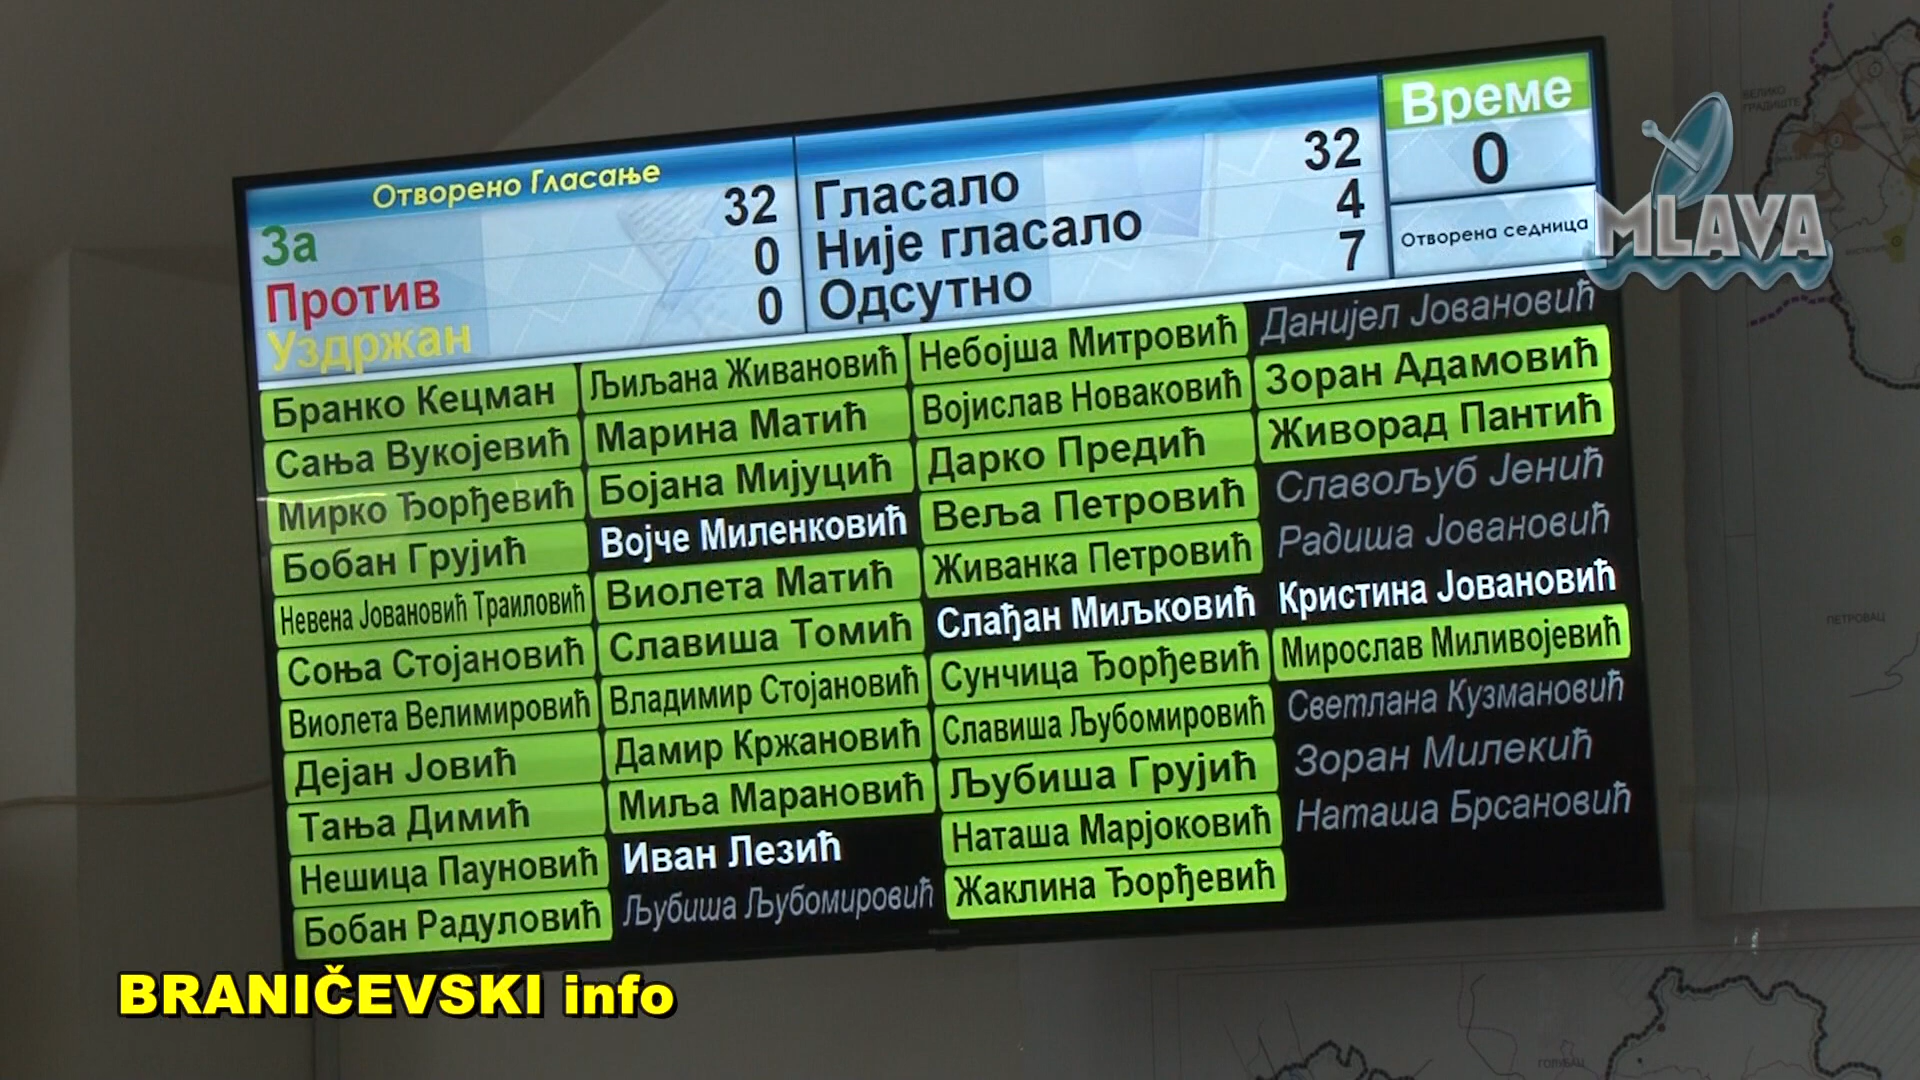 Отворено Гласање
За 32
Против 0
Уздржан 0
Гласало 32
Није гласало 4
Одсутно 7
Време
0
Отворена седница
MLAVA
Бранко Кецман
Сања Вукојевић
Мирко Ђорђевић
Бобан Грујић
Невена Јовановић Траиловић
Соња Стојановић
Виолета Велимировић
Дејан Јовић
Тања Димић
Нешица Пауновић
Бобан Радуловић
Љиљана Живановић
Марина Матић
Бојана Мијуцић
Војче Миленковић
Виолета Матић
Славиша Томић
Владимир Стојановић
Дамир Кржановић
Миља Марановић
Иван Лезић
Љубиша Љубомировић
Небојша Митровић
Војислав Новаковић
Дарко Предић
Веља Петровић
Живанка Петровић
Слађан Миљковић
Сунчица Ђорђевић
Славиша Љубомировић
Љубиша Грујић
Наташа Марјоковић
Жаклина Ђорђевић
Данијел Јовановић
Зоран Адамовић
Живорад Пантић
Славољуб Јенић
Радиша Јовановић
Кристина Јовановић
Мирослав Миливојевић
Светлана Кузмановић
Зоран Милекић
Наташа Брсановић
ВЕЛИКО
ГРАДИШТЕ
ПЕТРОВАЦ
ГОЛУБАЦ
BRANIČEVSKI info